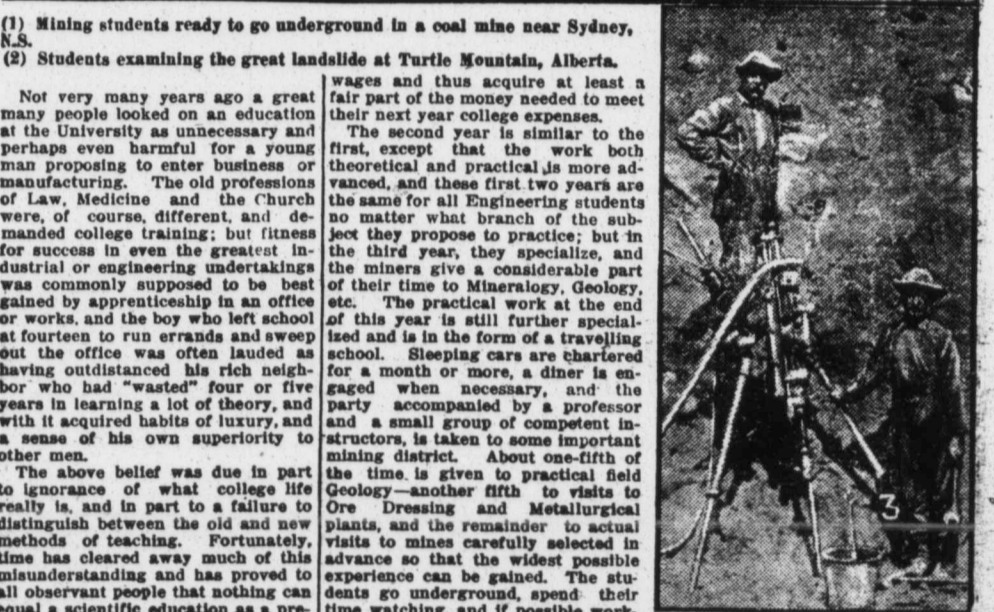 (1) Mining students ready to go underground in a coal mine near Sydney,
N.S.
(2) Students examining the great landslide at Turtle Mountain, Alberta.
Not very many years ago a great
many people looked on an education
at the University as unnecessary and
perhaps even harmful for a young
man proposing to enter business or
manufacturing. The old professions
of Law, Medicine and the Church
were, of course, different, and de-
manded college training; but fitness
for success in even the greatest in-
dustrial or engineering undertakings
was commonly supposed to be best
gained by apprenticeship in an office
or works, and the boy who left school
at fourteen to run errands and sweep
out the office was often lauded as
having outdistanced his rich neigh-
bor who had "wasted" four or five
years in learning a lot of theory, and
with it acquired habits of luxury, and
a sense of his own superiority to
other men.
The above belief was due in part
to ignorance of what college life
really is, and in part to a failure to
distinguish between the old and new
methods of teaching. Fortunately,
time has cleared away much of this
misunderstanding and has proved to
all observant people that nothing can
equal a scientific education as a pre-
wages and thus acquire at least a
fair part of the money needed to meet
their next year college expenses.
The second year is similar to the
first, except that the work both
theoretical and practical is more ad-
vanced, and these first two years are
the same for all Engineering students
no matter what branch of the sub-
ject they propose to practice; but in
the third year, they specialize, and
the miners give a considerable part
of their time to Mineralogy, Geology,
etc. The practical work at the end
of this year is still further special-
ized and is in the form of a travelling
school. Sleeping cars are chartered
for a month or more, a diner is en-
gaged when necessary, and the
party accompanied by a professor
and a small group of competent in-
structors, is taken to some important
mining district. About one-fifth of
the time is given to practical field
Geology—another fifth to visits to
Ore Dressing and Metallurgical
plants, and the remainder to actual
visits to mines carefully selected in
advance so that the widest possible
experience can be gained. The stu-
dents go underground, spend their
time watching, and if possible work-
3